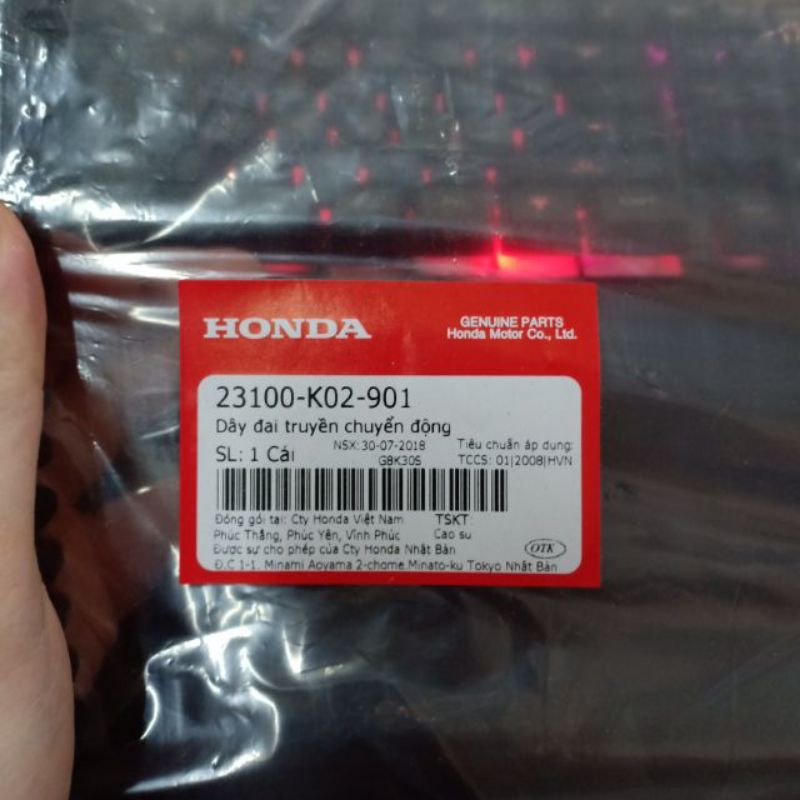 HONDA
GENUINE PARTS
Honda Motor Co., Ltd.
23100-K02-901
Dây đai truyền chuyển động
SL: 1 Cái
NSX: 30-07-2018
GBK30S
Tiêu chuẩn áp dụng:
TCCS: 01|2008|HVN
Đóng gói tại: Cty Honda Việt Nam
Phúc Thắng, Phúc Yên, Vĩnh Phúc
TSKT:
Cao su
Được sự cho phép của Cty Honda Nhật Bản
Đ.C 1-1. Minami Aoyama 2-chome.Minato-ku Tokyo Nhật Bản
OTK